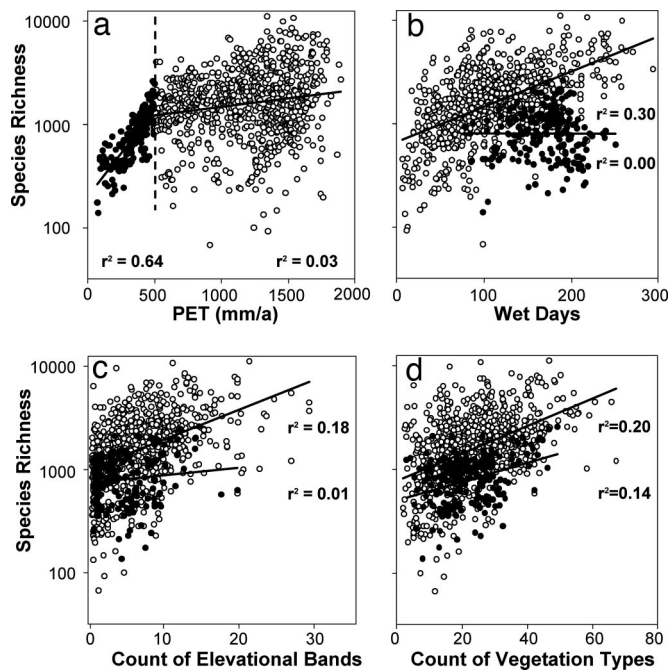 a
Species Richness
10000
1000
100
r² = 0.64
r² = 0.03
0
500
1000
1500
2000
PET (mm/a)
b
r² = 0.30
r² = 0.00
0
100
200
300
Wet Days
c
Species Richness
10000
1000
100
r² = 0.18
r² = 0.01
0
10
20
30
Count of Elevational Bands
d
r² = 0.20
r²=0.14
0
20
40
60
80
Count of Vegetation Types